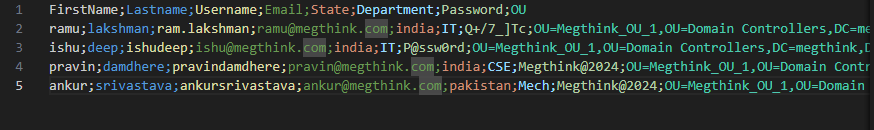 1 FirstName;Lastname;Username;Email;State;Department;Password;OU
2 ramu;lakshman;ram.lakshman;ramu@megthink.com;india;IT;Q+/7_]Tc;OU=Megthink_OU_1,OU=Domain Controllers,DC=me
3 ishu;deep;ishudeep;ishu@megthink.com;india;IT;P@ssw0rd;OU=Megthink_OU_1,OU=Domain Controllers,DC=megthink,D
4 pravin;damdhere;pravindamdhere;pravin@megthink.com;india;CSE;Megthink@2024;OU=Megthink_OU_1,OU=Domain Contr
5 ankur;srivastava;ankursrivastava;ankur@megthink.com;pakistan;Mech;Megthink@2024;OU=Megthink_OU_1,OU=Domain